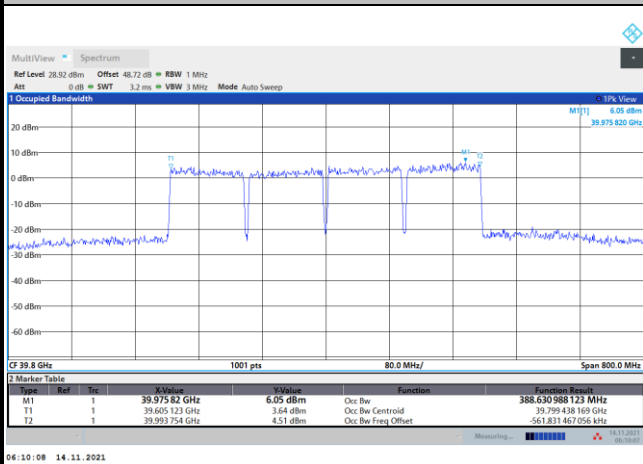 MultiView Spectrum
Ref Level 28.92 dBm Offset 48.72 dB RBW 1 MHz
Att 0 dB SWT 3.2 ms VBW 3 MHz Mode Auto Sweep
1 Occupied Bandwidth 1Pk View
M1[1] 6.05 dBm
39.975 820 GHz
20 dBm
10 dBm
T1 M1 T2
0 dBm
-10 dBm
-20 dBm
-30 dBm
-40 dBm
-50 dBm
-60 dBm
CF 39.8 GHz 1001 pts 80.0 MHz/ Span 800.0 MHz
2 Marker Table
Type Ref Trc X-Value Y-Value Function Function Result
M1 1 39.975 82 GHz 6.05 dBm Occ Bw 388.630 988 123 MHz
T1 1 39.605 123 GHz 3.64 dBm Occ Bw Centroid 39.799 438 169 GHz
T2 1 39.993 754 GHz 4.51 dBm Occ Bw Freq Offset -561.831 467 056 kHz
Measuring... 14.11.2021
06:10:07
06:10:08 14.11.2021